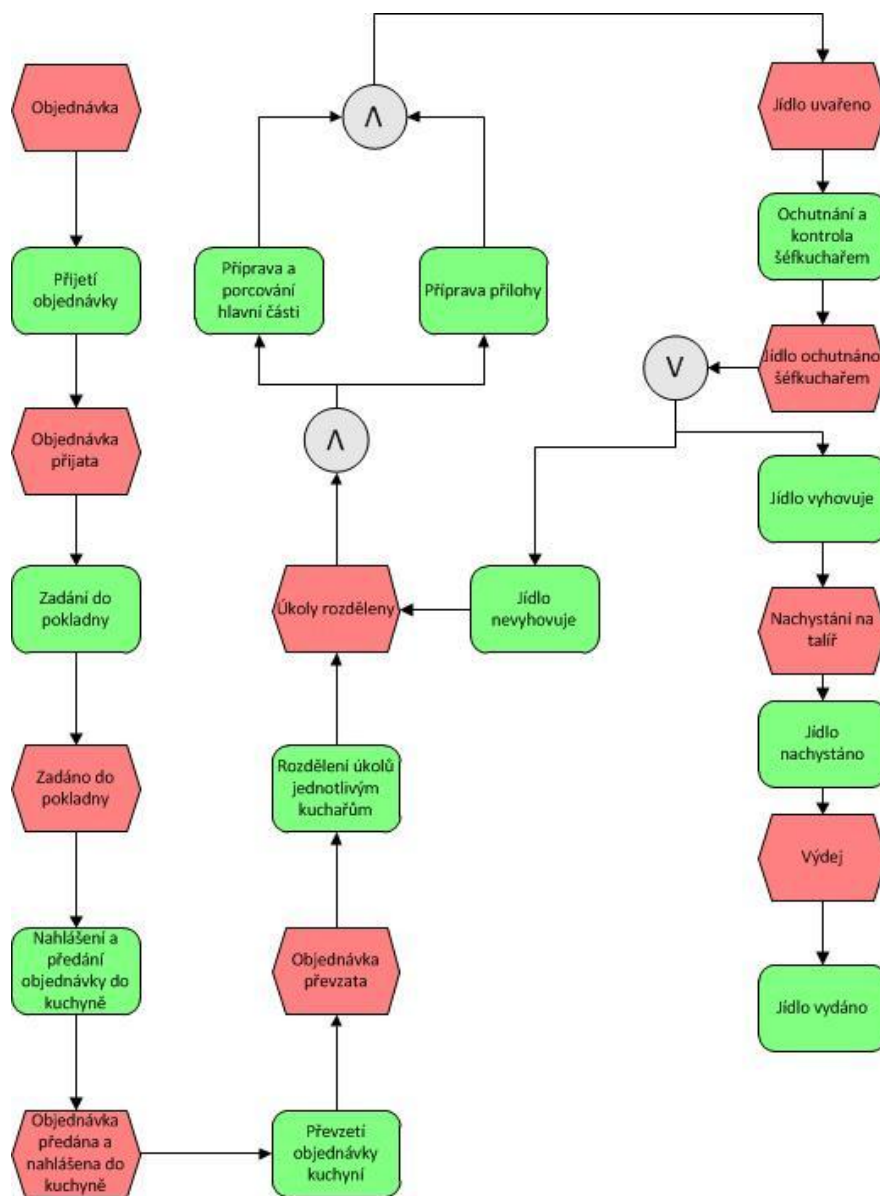 Objednávka
Přijetí
objednávky
Objednávka
přijata
Zadání do
pokladny
Zadáno do
pokladny
Nahlášení a
předání
objednávky do
kuchyně
Objednávka
předána a
nahlášena do
kuchyně
Převzetí
objednávky
kuchyní
Objednávka
převzata
Rozdělení úkolů
jednotlivým
kuchařům
Úkoly rozděleny
Λ
Příprava a
porcování
hlavní části
Příprava přílohy
Λ
Jídlo uvařeno
Ochutnání a
kontrola
šéfkuchařem
Jídlo ochutnáno
šéfkuchařem
V
Jídlo
nevyhovuje
Jídlo vyhovuje
Nachystání na
talíř
Jídlo
nachystáno
Výdej
Jídlo vydáno